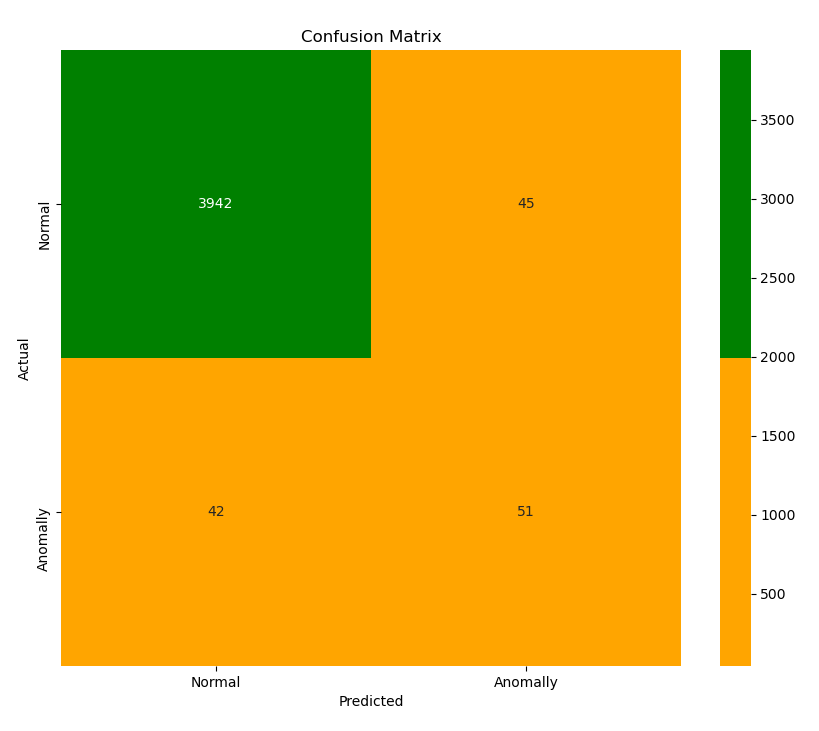 Confusion Matrix
3942
45
42
51
Normal
Anomally
Actual
Normal
Anomally
Predicted
3500
3000
2500
2000
1500
1000
500